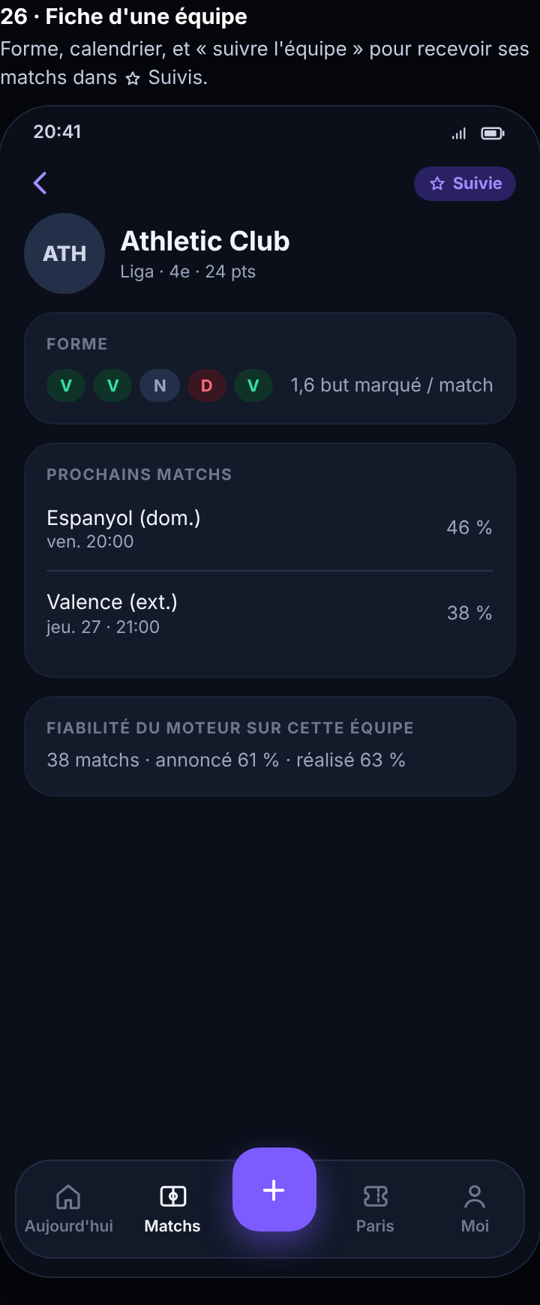 26 · Fiche d'une équipe
Forme, calendrier, et « suivre l'équipe » pour recevoir ses
matchs dans ☆ Suivis.
20:41
☆ Suivie
ATH
Athletic Club
Liga · 4e · 24 pts
FORME
V V N D V 1,6 but marqué / match
PROCHAINS MATCHS
Espanyol (dom.)
ven. 20:00
46 %
Valence (ext.)
jeu. 27 · 21:00
38 %
FIABILITÉ DU MOTEUR SUR CETTE ÉQUIPE
38 matchs · annoncé 61 % · réalisé 63 %
+
Aujourd'hui Matchs Paris Moi